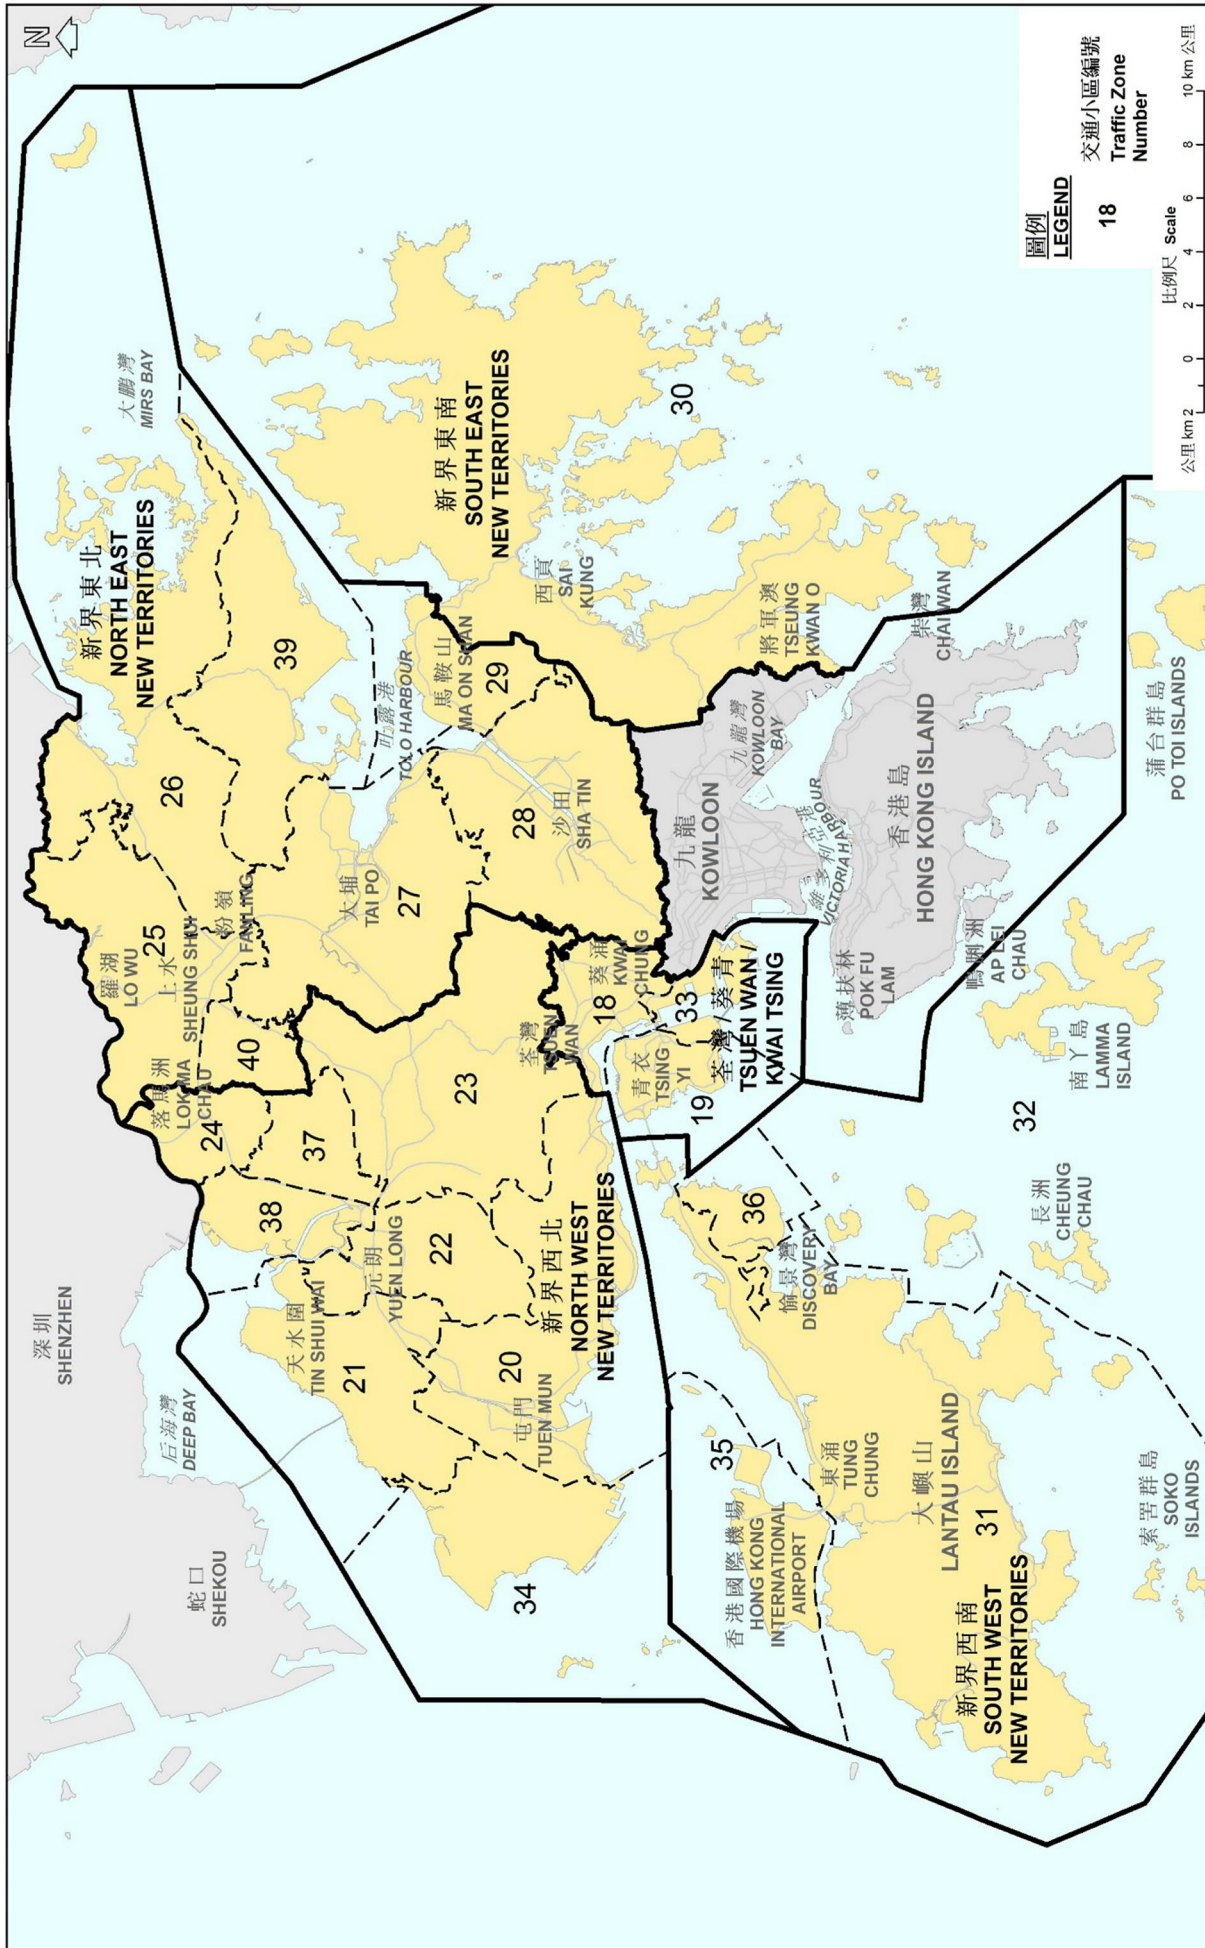 N
深圳
SHENZHEN
蛇口
SHEKOU
后海灣
DEEP BAY
落馬洲
LOK MA
CHAU
羅湖
LO WU
上水
SHEUNG SHUI
粉嶺
FANLING
新界東北
NORTH EAST
NEW TERRITORIES
大鵬灣
MIRS BAY
24
25
26
40
39
37
38
天水圍
TIN SHUI WAI
21
元朗
YUEN LONG
22
23
大埔
TAI PO
27
吐露港
TOLO HARBOUR
馬鞍山
MA ON SHAN
29
新界東南
SOUTH EAST
NEW TERRITORIES
20
屯門
TUEN MUN
34
新界西北
NORTH WEST
NEW TERRITORIES
荃灣
TSUEN
WAN
18
葵涌
KWAI
CHUNG
28
沙田
SHA TIN
西貢
SAI
KUNG
30
青衣
TSING
YI
33
19
荃灣/葵青
TSUEN WAN /
KWAI TSING
九龍
KOWLOON
九龍灣
KOWLOON
BAY
將軍澳
TSEUNG
KWAN O
35
香港國際機場
HONG KONG
INTERNATIONAL
AIRPORT
36
愉景灣
DISCOVERY
BAY
維多利亞港
VICTORIA HARBOUR
東涌
TUNG
CHUNG
薄扶林
POK FU
LAM
香港島
HONG KONG ISLAND
柴灣
CHAI WAN
大嶼山
LANTAU ISLAND
31
新界西南
SOUTH WEST
NEW TERRITORIES
鴨脷洲
AP LEI
CHAU
32
長洲
CHEUNG
CHAU
南丫島
LAMMA
ISLAND
蒲台群島
PO TOI ISLANDS
索罟群島
SOKO
ISLANDS
圖例
LEGEND
18
交通小區編號
Traffic Zone
Number
比例尺 Scale
公里 km 2 0 2 4 6 8 10 km 公里